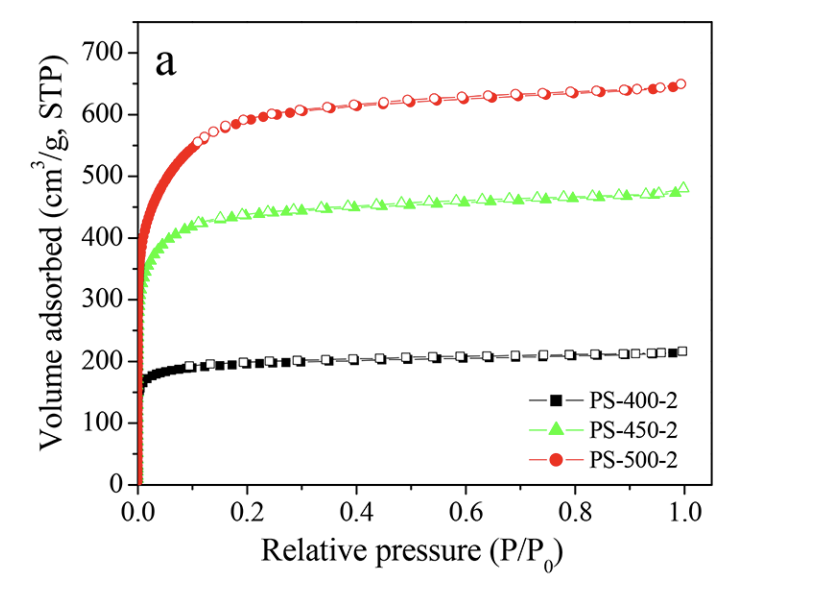 a
Volume adsorbed (cm³/g, STP)
700
600
500
400
300
200
100
0
0.0 0.2 0.4 0.6 0.8 1.0
Relative pressure (P/P₀)
PS-400-2
PS-450-2
PS-500-2